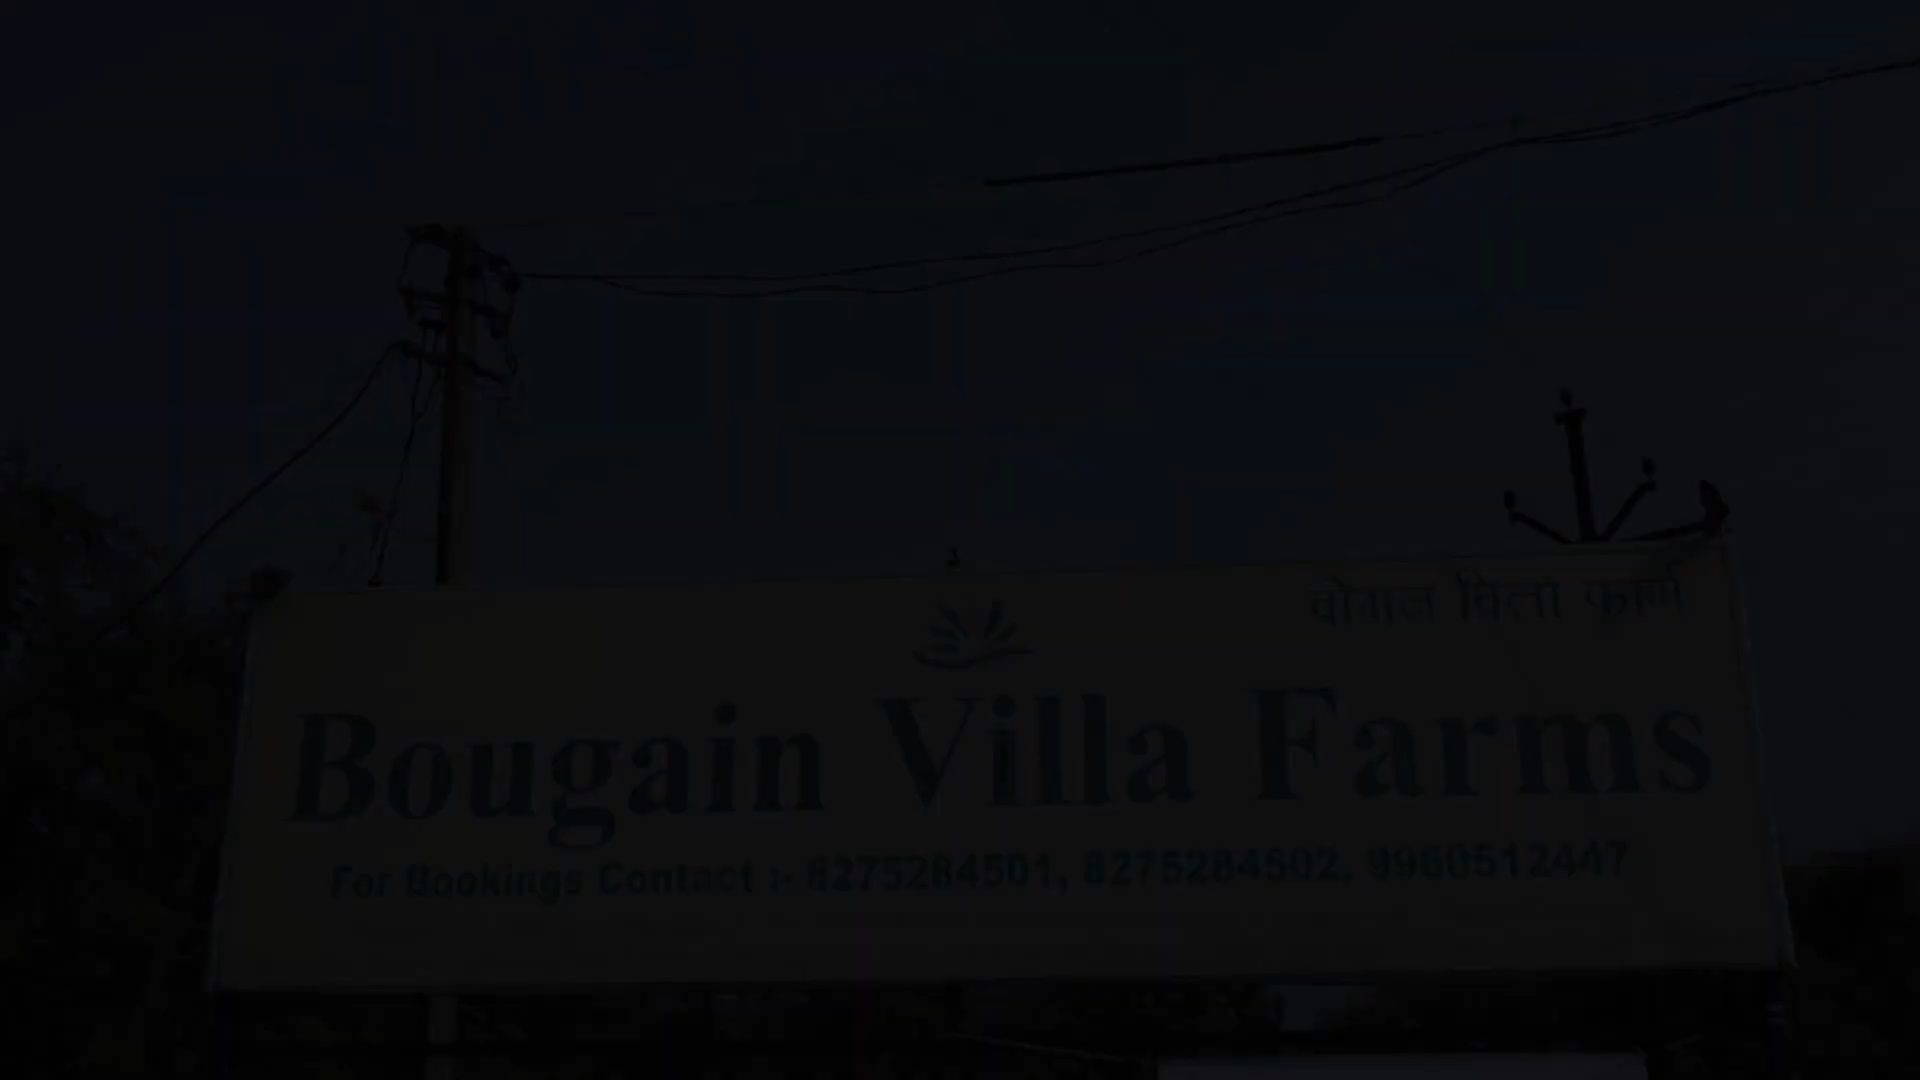 बोगन विला फार्म
Bougain Villa Farms
For Bookings Contact :- 8275284501, 8275284502, 9960512447